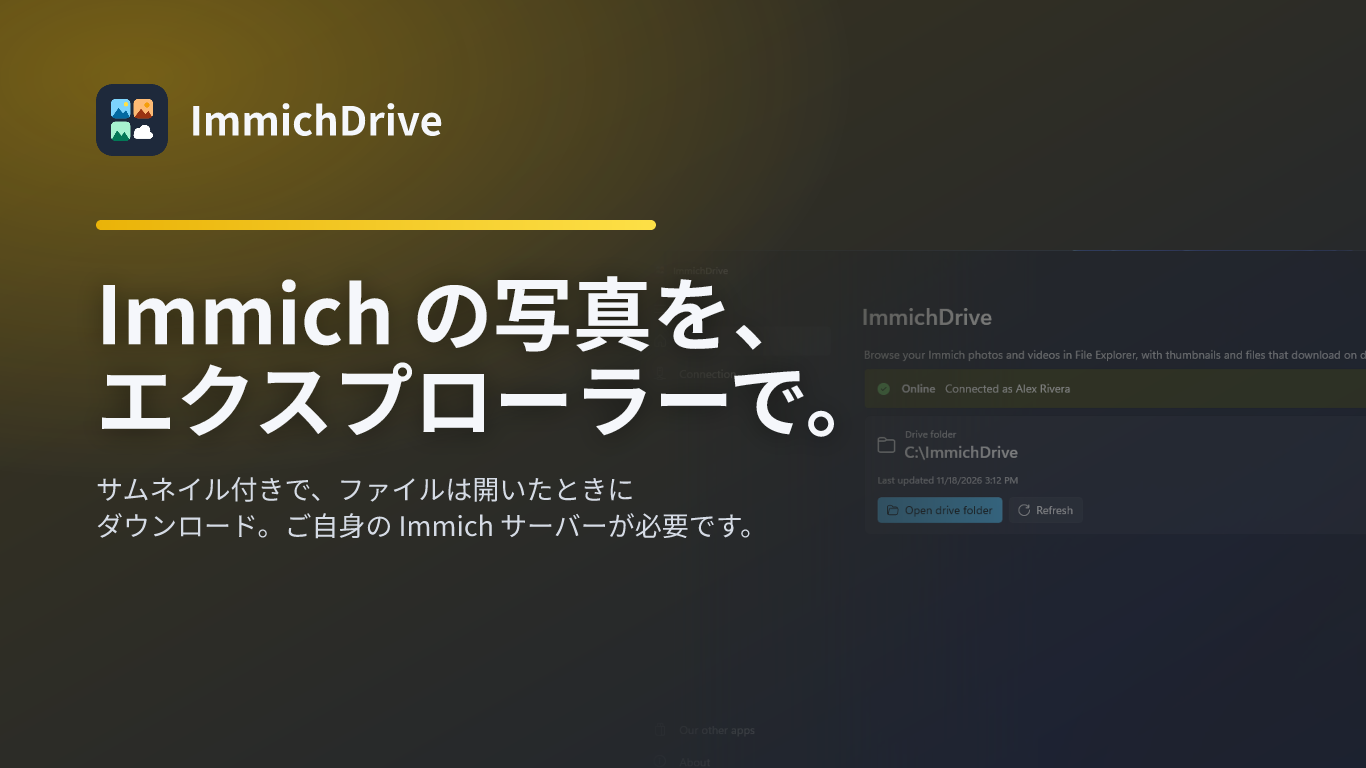 ImmichDrive
Immich の写真を、
エクスプローラーで。
サムネイル付きで、ファイルは開いたときに
ダウンロード。ご自身の Immich サーバーが必要です。
ImmichDrive
Connection
ImmichDrive
Browse your Immich photos and videos in File Explorer, with thumbnails and files that download on d
Online Connected as Alex Rivera
Drive folder
C:\ImmichDrive
Last updated 11/18/2026 3:12 PM
Open drive folder Refresh
Our other apps
About